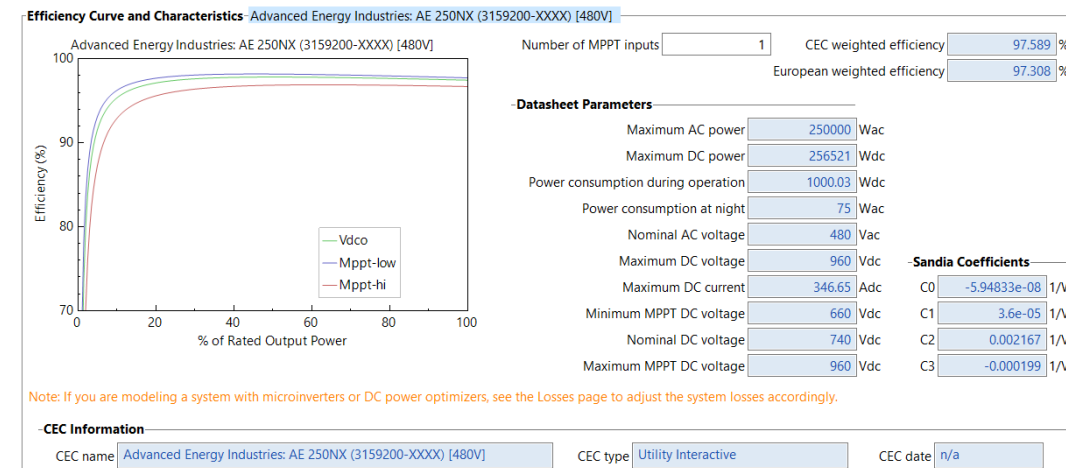 Efficiency Curve and Characteristics Advanced Energy Industries: AE 250NX (3159200-XXXX) [480V]
Advanced Energy Industries: AE 250NX (3159200-XXXX) [480V]
100
90
80
70
Efficiency (%)
0 20 40 60 80 100
% of Rated Output Power
Vdco
Mppt-low
Mppt-hi
Number of MPPT inputs 1
CEC weighted efficiency 97.589 %
European weighted efficiency 97.308 %
Datasheet Parameters
Maximum AC power 250000 Wac
Maximum DC power 256521 Wdc
Power consumption during operation 1000.03 Wdc
Power consumption at night 75 Wac
Nominal AC voltage 480 Vac
Maximum DC voltage 960 Vdc
Maximum DC current 346.65 Adc
Minimum MPPT DC voltage 660 Vdc
Nominal DC voltage 740 Vdc
Maximum MPPT DC voltage 960 Vdc
Sandia Coefficients
C0 -5.94833e-08
C1 3.6e-05
C2 0.002167
C3 -0.000199
Note: If you are modeling a system with microinverters or DC power optimizers, see the Losses page to adjust the system losses accordingly.
CEC Information
CEC name Advanced Energy Industries: AE 250NX (3159200-XXXX) [480V]
CEC type Utility Interactive
CEC date n/a